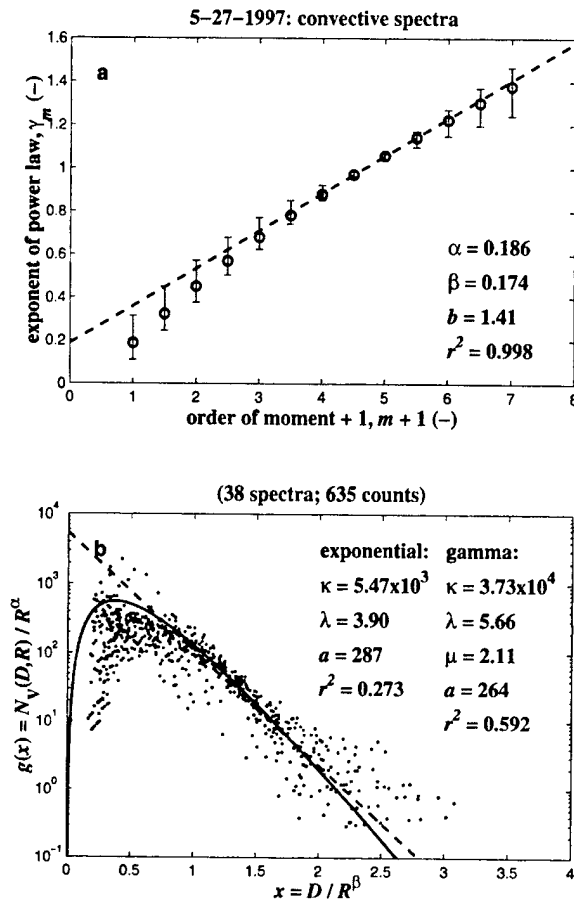 5–27–1997: convective spectra
a
1.6
1.4
1.2
1
0.8
0.6
0.4
0.2
0
exponent of power law, γm (–)
α = 0.186
β = 0.174
b = 1.41
r² = 0.998
0 1 2 3 4 5 6 7 8
order of moment + 1, m + 1 (–)
(38 spectra; 635 counts)
b
10⁴
10³
10²
10¹
10⁰
10⁻¹
g(x) = NV(D,R) / Rᵅ
exponential: gamma:
κ = 5.47x10³ κ = 3.73x10⁴
λ = 3.90 λ = 5.66
a = 287 μ = 2.11
r² = 0.273 a = 264
r² = 0.592
0 0.5 1 1.5 2 2.5 3 3.5 4
x = D / Rᵝ